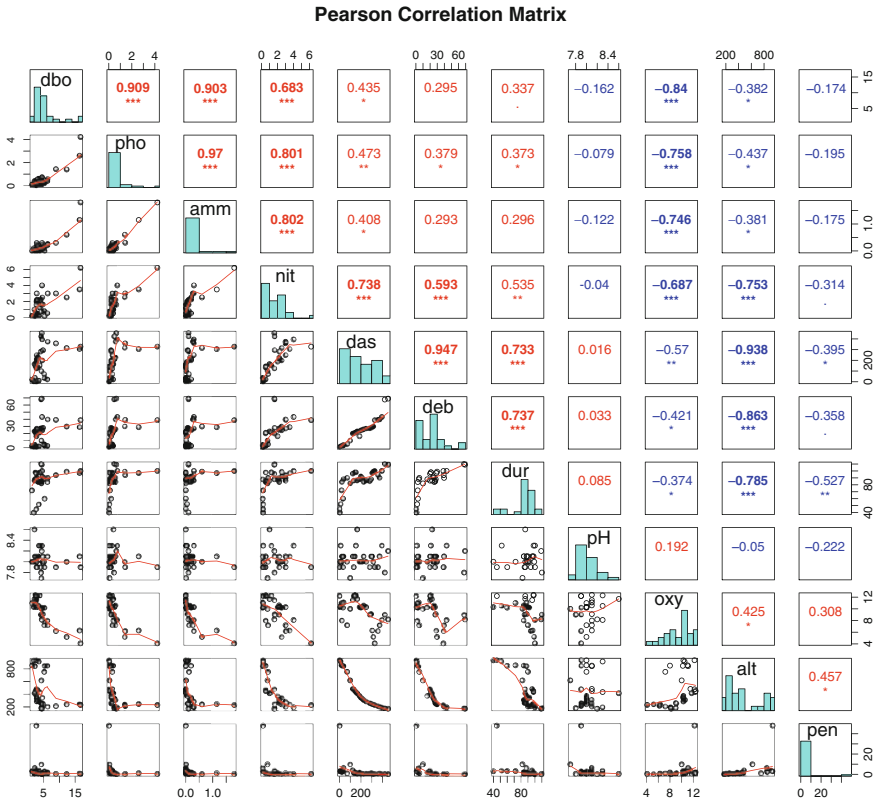 Pearson Correlation Matrix
0 1 2 3 4 0 2 4 6 0 30 60 7.8 8.4 200 800
dbo 0.909 0.903 0.683 0.435 0.295 0.337 −0.162 −0.84 −0.382 −0.174 5 15
*** *** *** * . *** *
0 2 4 pho 0.97 0.801 0.473 0.379 0.373 −0.079 −0.758 −0.437 −0.195
*** *** ** * * *** *
amm 0.802 0.408 0.293 0.296 −0.122 −0.746 −0.381 −0.175 0.0 1.0
*** * *** *
0 2 4 6 nit 0.738 0.593 0.535 −0.04 −0.687 −0.753 −0.314
*** *** ** *** *** .
das 0.947 0.733 0.016 −0.57 −0.938 −0.395 0 200
*** *** ** *** *
0 30 60 deb 0.737 0.033 −0.421 −0.863 −0.358
*** * *** .
dur 0.085 −0.374 −0.785 −0.527 40 80
* *** **
7.8 8.4 pH 0.192 −0.05 −0.222
oxy 0.425 0.308 4 8 12
*
200 800 alt 0.457
*
pen 0 20
5 15 0.0 1.0 0 200 40 80 4 6 8 12 0 20